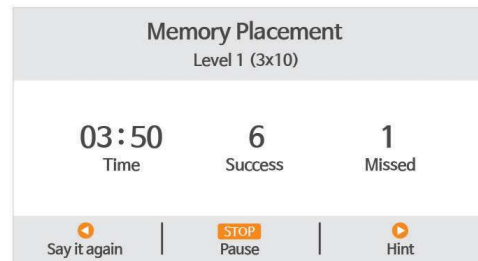 Memory Placement
Level 1 (3x10)
03:50 6 1
Time Success Missed
STOP
Say it again Pause Hint